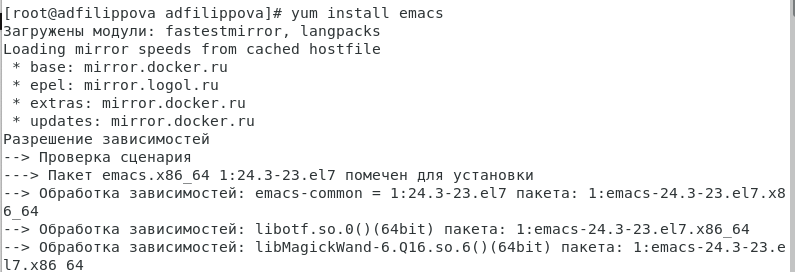 [root@adfilippova adfilippova]# yum install emacs
Загружены модули: fastestmirror, langpacks
Loading mirror speeds from cached hostfile
 * base: mirror.docker.ru
 * epel: mirror.logol.ru
 * extras: mirror.docker.ru
 * updates: mirror.docker.ru
Разрешение зависимостей
--> Проверка сценария
---> Пакет emacs.x86_64 1:24.3-23.el7 помечен для установки
--> Обработка зависимостей: emacs-common = 1:24.3-23.el7 пакета: 1:emacs-24.3-23.el7.x8
6_64
--> Обработка зависимостей: libotf.so.0()(64bit) пакета: 1:emacs-24.3-23.el7.x86_64
--> Обработка зависимостей: libMagickWand-6.Q16.so.6()(64bit) пакета: 1:emacs-24.3-23.e
l7.x86_64